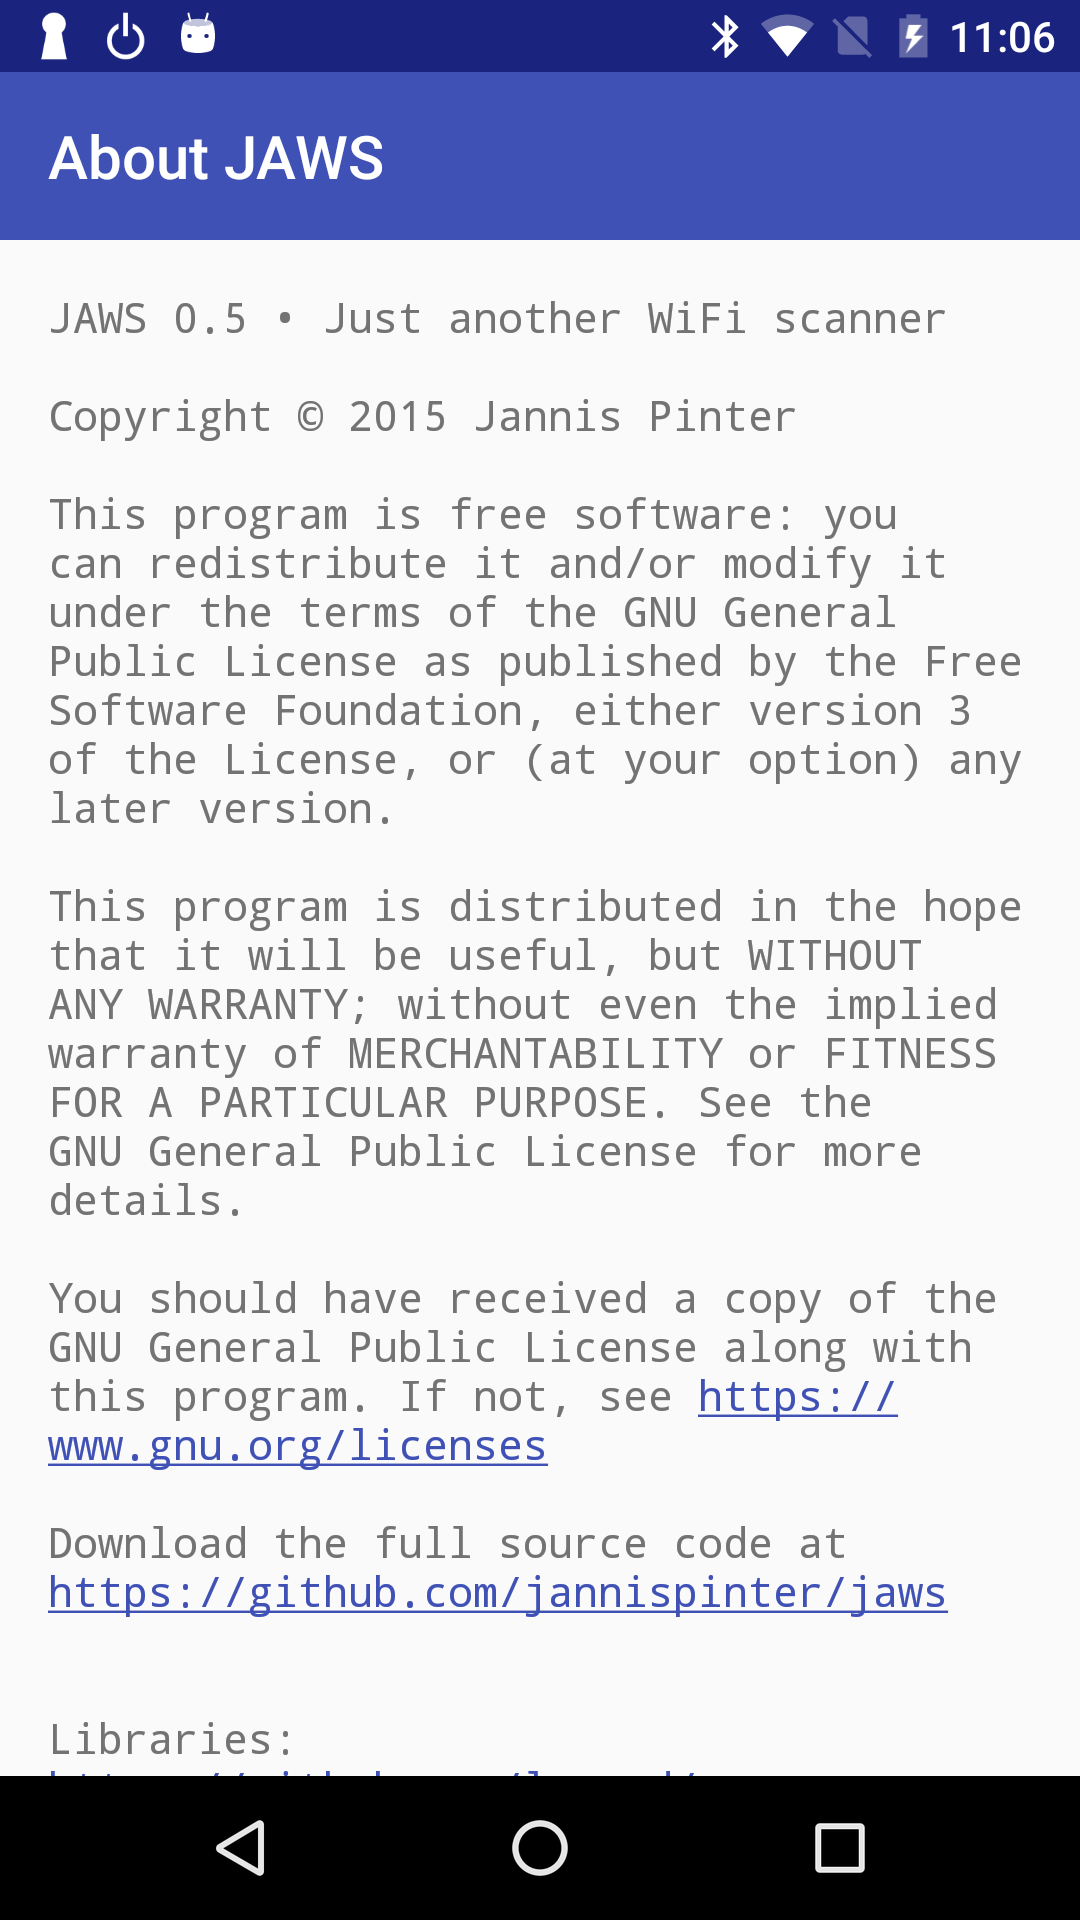 11:06
About JAWS
JAWS 0.5 • Just another WiFi scanner
Copyright © 2015 Jannis Pinter
This program is free software: you
can redistribute it and/or modify it
under the terms of the GNU General
Public License as published by the Free
Software Foundation, either version 3
of the License, or (at your option) any
later version.
This program is distributed in the hope
that it will be useful, but WITHOUT
ANY WARRANTY; without even the implied
warranty of MERCHANTABILITY or FITNESS
FOR A PARTICULAR PURPOSE. See the
GNU General Public License for more
details.
You should have received a copy of the
GNU General Public License along with
this program. If not, see https://
www.gnu.org/licenses
Download the full source code at
https://github.com/jannispinter/jaws
Libraries: